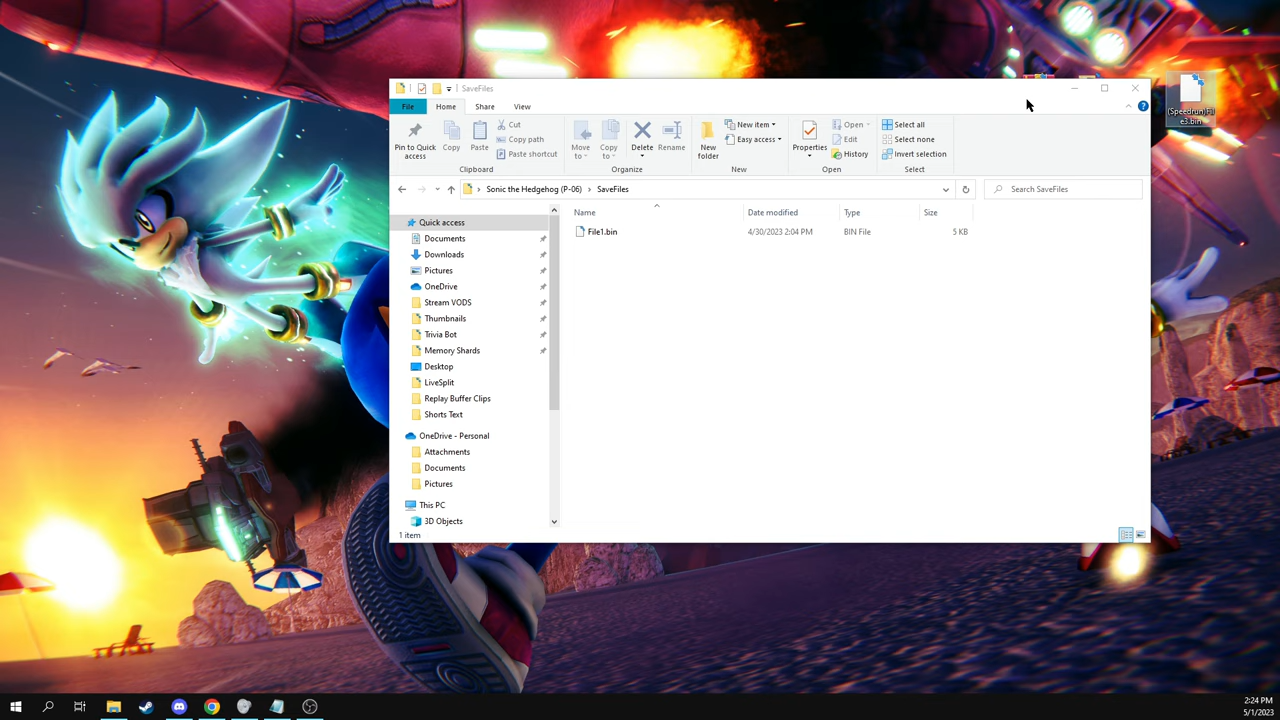 SaveFiles
File
Home
Share
View
Pin to Quick
access
Copy
Paste
Cut
Copy path
Paste shortcut
Clipboard
Move
to
Copy
to
Delete
Rename
Organize
New
folder
New item
Easy access
New
Properties
Open
Edit
History
Open
Select all
Select none
Invert selection
Select
Sonic the Hedgehog (P-06) > SaveFiles
Search SaveFiles
Name
Date modified
Type
Size
File1.bin
4/30/2023 2:04 PM
BIN File
5 KB
Quick access
Documents
Downloads
Pictures
OneDrive
Stream VODS
Thumbnails
Trivia Bot
Memory Shards
Desktop
LiveSplit
Replay Buffer Clips
Shorts Text
OneDrive - Personal
Attachments
Documents
Pictures
This PC
3D Objects
1 item
(Speedrun)Fil
e3.bin
2:24 PM
5/1/2023